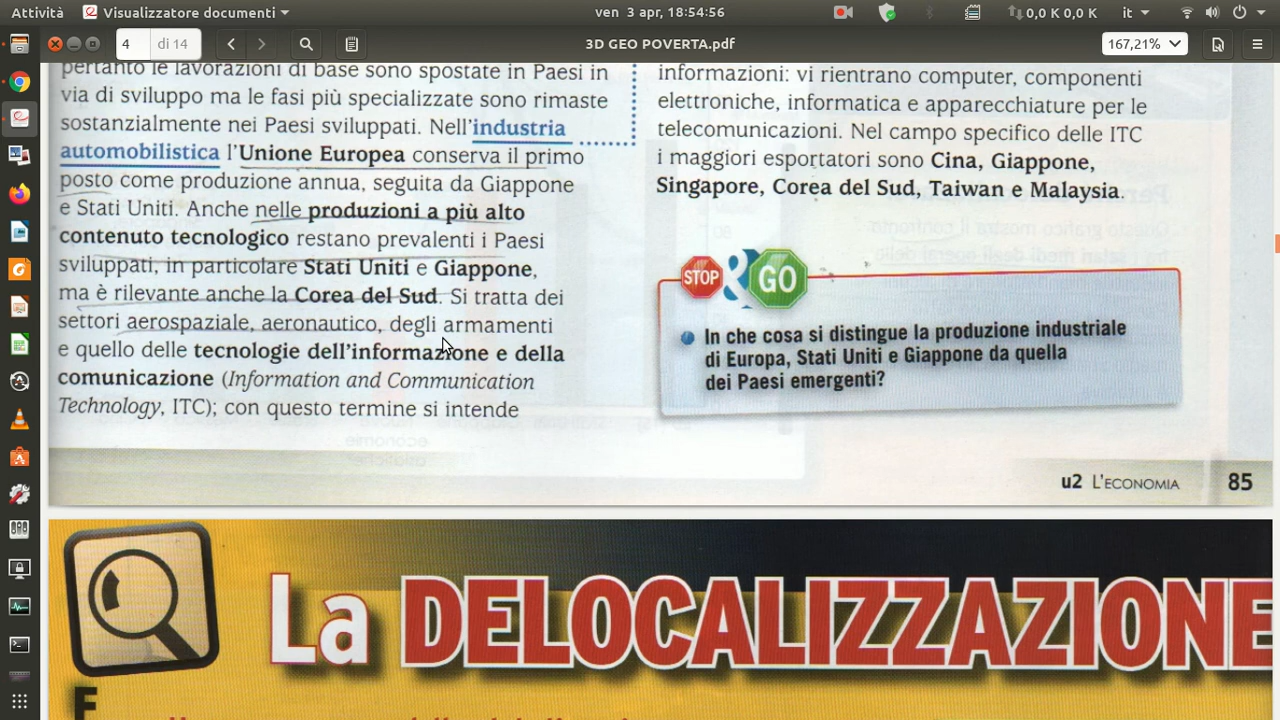 Attività
Visualizzatore documenti
ven 3 apr, 18:54:56
0,0 K 0,0 K
it
4
di 14
3D GEO POVERTA.pdf
167,21%
pertanto le lavorazioni di base sono spostate in Paesi in
via di sviluppo ma le fasi più specializzate sono rimaste
sostanzialmente nei Paesi sviluppati. Nell'industria
automobilistica l'Unione Europea conserva il primo
posto come produzione annua, seguita da Giappone
e Stati Uniti. Anche nelle produzioni a più alto
contenuto tecnologico restano prevalenti i Paesi
sviluppati, in particolare Stati Uniti e Giappone,
ma è rilevante anche la Corea del Sud. Si tratta dei
settori aerospaziale, aeronautico, degli armamenti
e quello delle tecnologie dell'informazione e della
comunicazione (Information and Communication
Technology, ITC); con questo termine si intende
informazioni: vi rientrano computer, componenti
elettroniche, informatica e apparecchiature per le
telecomunicazioni. Nel campo specifico delle ITC
i maggiori esportatori sono Cina, Giappone,
Singapore, Corea del Sud, Taiwan e Malaysia.
STOP & GO
In che cosa si distingue la produzione industriale
di Europa, Stati Uniti e Giappone da quella
dei Paesi emergenti?
u2 L'ECONOMIA 85
La DELOCALIZZAZIONE